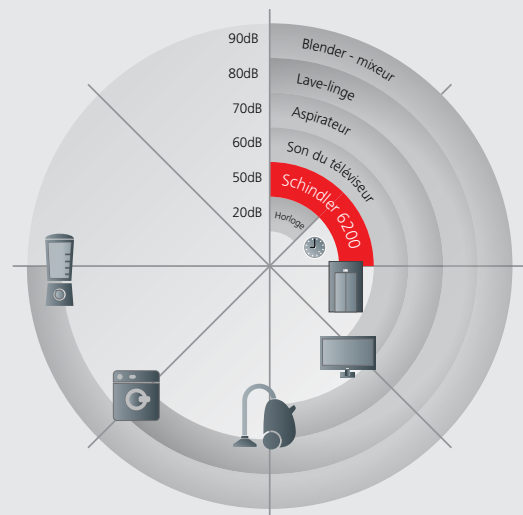 90dB
Blender - mixeur
80dB
Lave-linge
70dB
Aspirateur
60dB
Son du téléviseur
50dB
Schindler 6200
20dB
Horloge